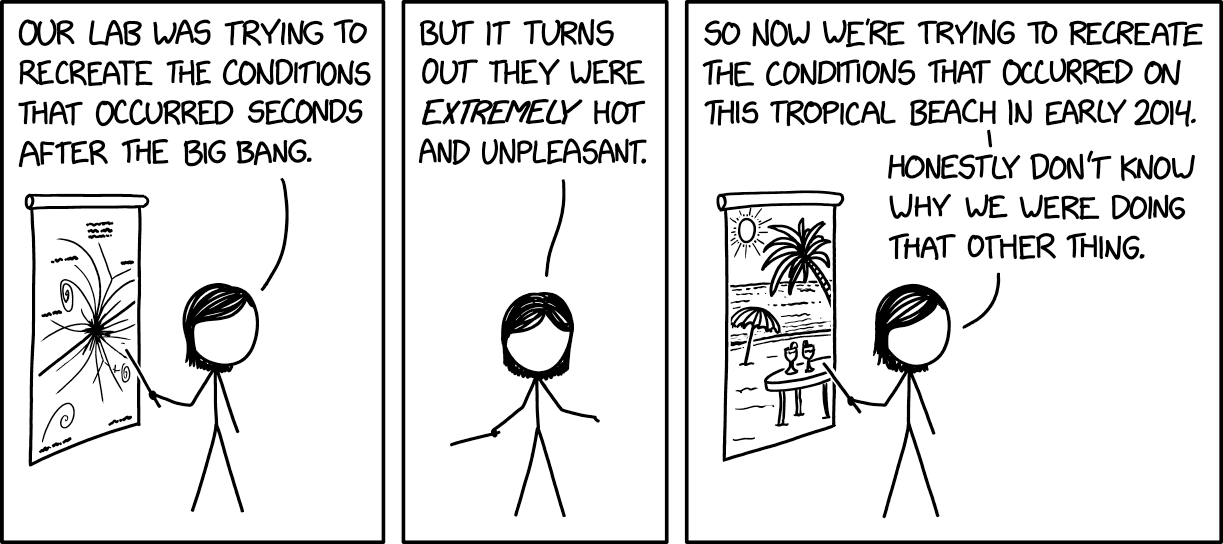 OUR LAB WAS TRYING TO
RECREATE THE CONDITIONS
THAT OCCURRED SECONDS
AFTER THE BIG BANG.
BUT IT TURNS
OUT THEY WERE
EXTREMELY HOT
AND UNPLEASANT.
SO NOW WE'RE TRYING TO RECREATE
THE CONDITIONS THAT OCCURRED ON
THIS TROPICAL BEACH IN EARLY 2014.
HONESTLY DON'T KNOW
WHY WE WERE DOING
THAT OTHER THING.